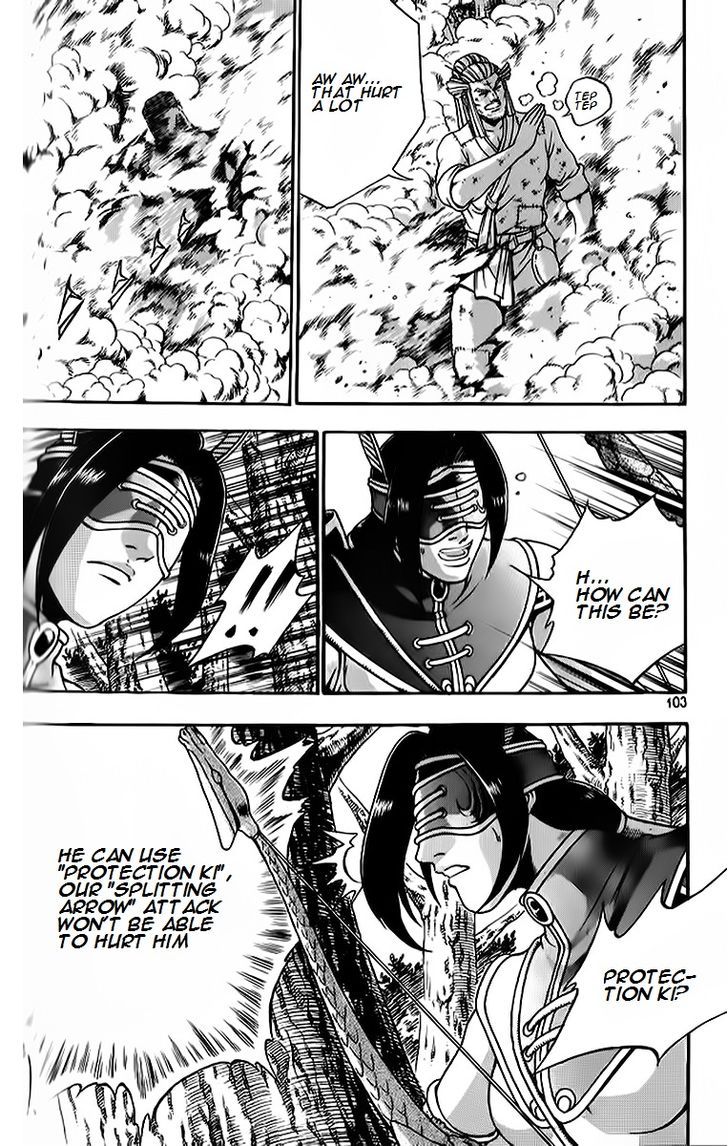 AW AW...
THAT HURT
A LOT
TEP
TEP
H...
HOW CAN
THIS BE?
103
HE CAN USE
"PROTECTION KI",
OUR "SPLITTING
ARROW" ATTACK
WON'T BE ABLE
TO HURT HIM
PROTEC-
TION KI?